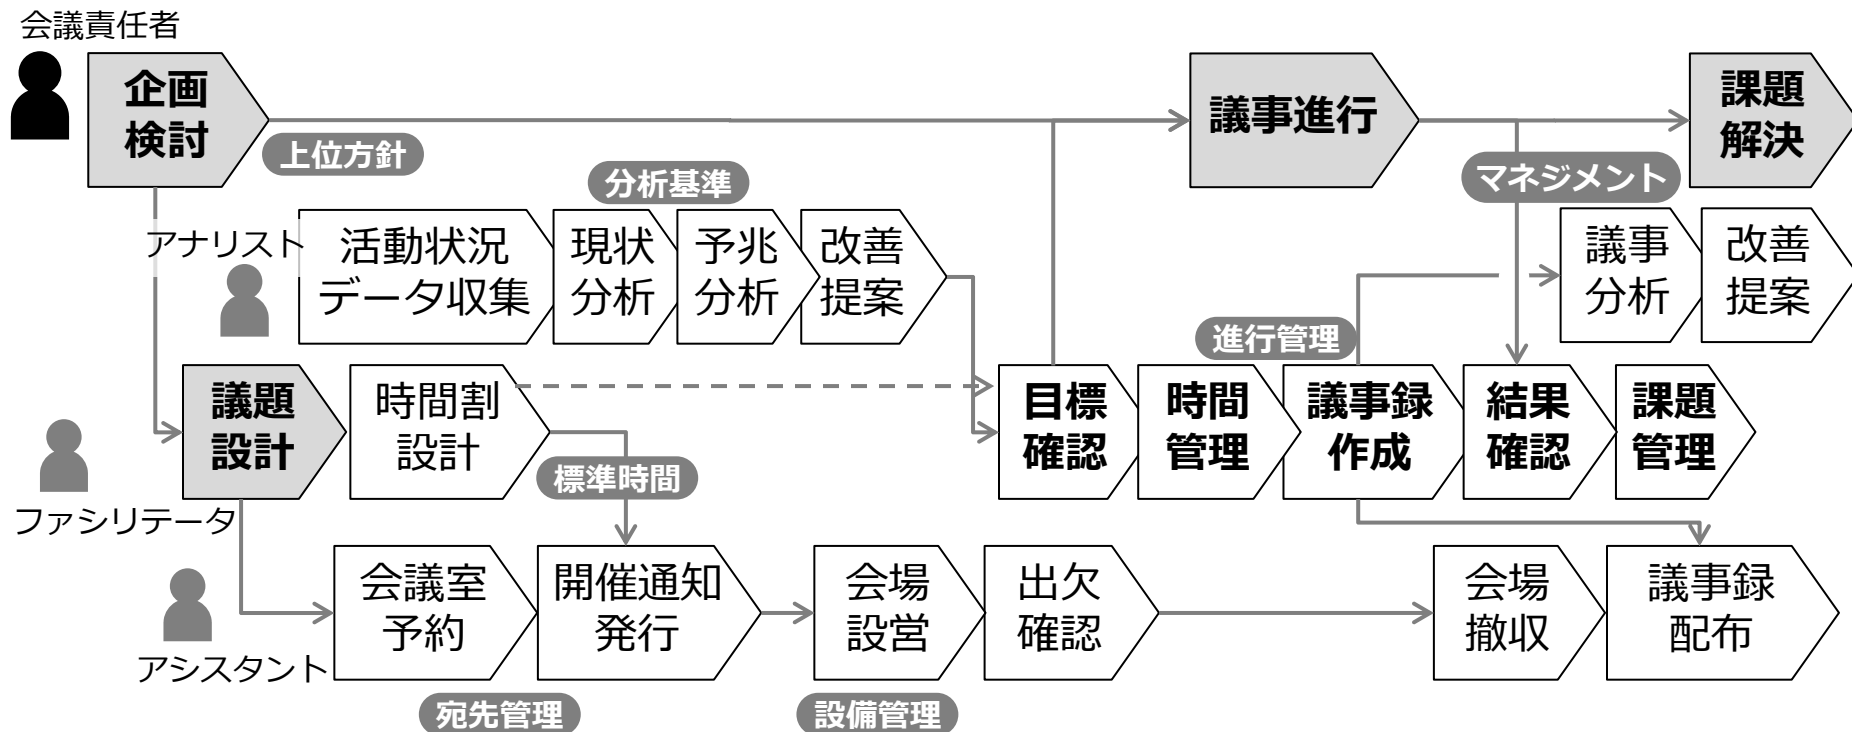 会議責任者
企画
検討
上位方針
議事進行
マネジメント
課題
解決
アナリスト
分析基準
活動状況
データ収集
現状
分析
予兆
分析
改善
提案
議事
分析
改善
提案
ファシリテータ
議題
設計
時間割
設計
標準時間
進行管理
目標
確認
時間
管理
議事録
作成
結果
確認
課題
管理
アシスタント
会議室
予約
開催通知
発行
宛先管理
会場
設営
設備管理
出欠
確認
会場
撤収
議事録
配布